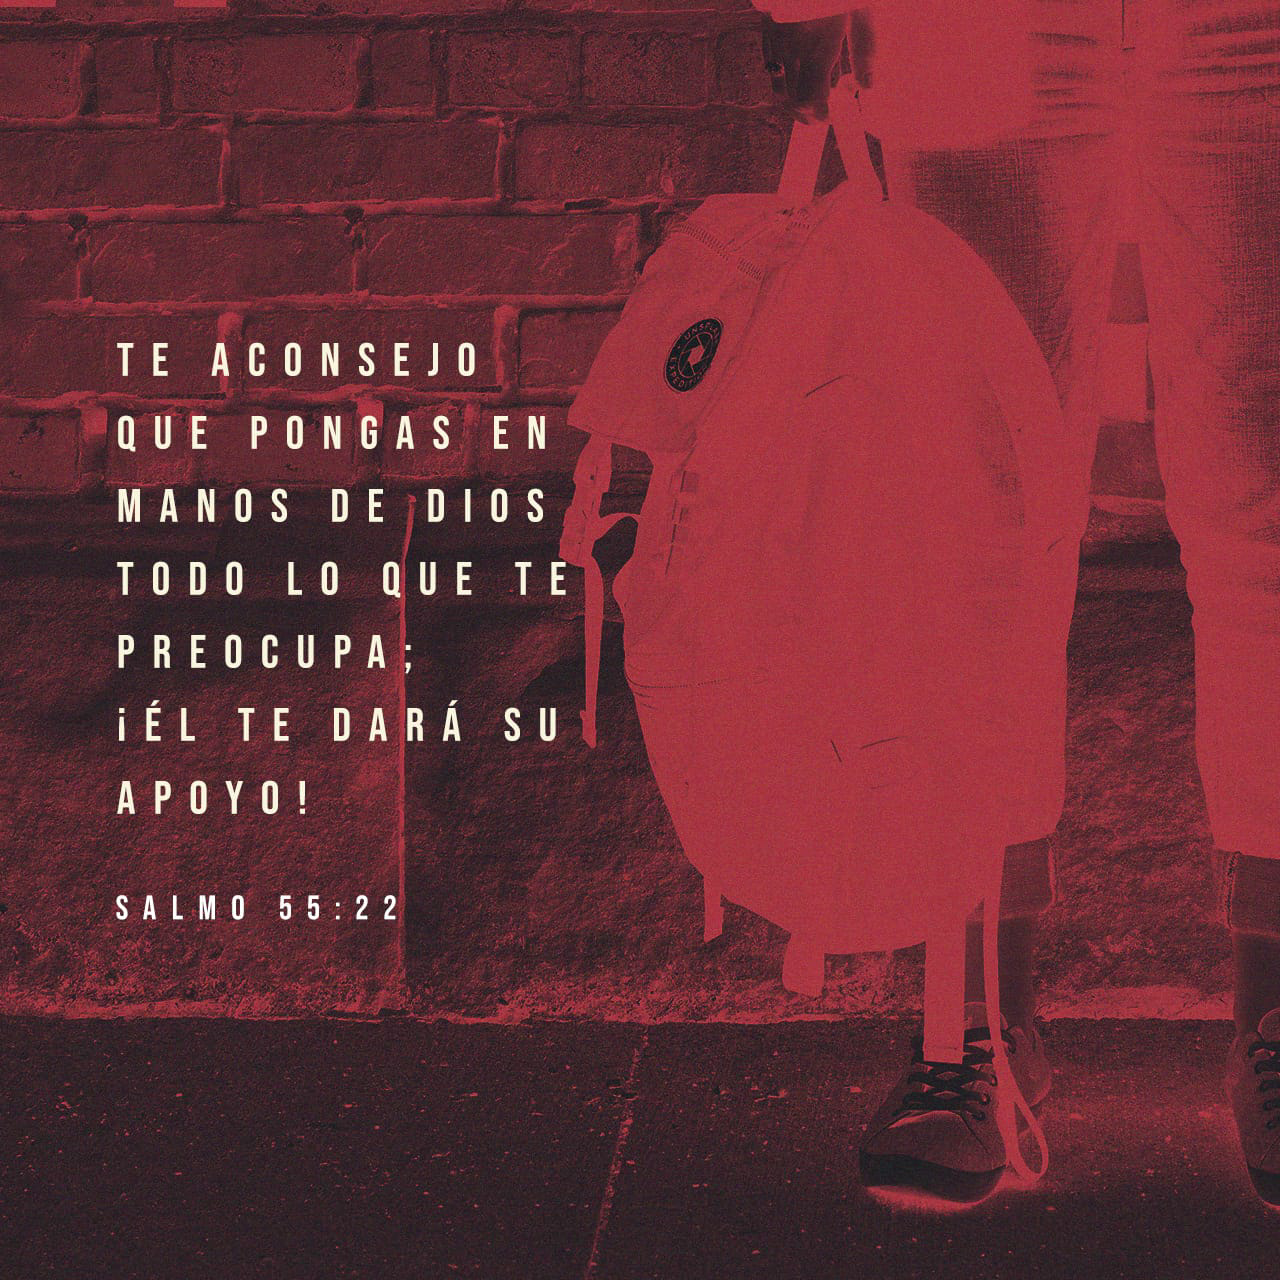 TE ACONSEJO
QUE PONGAS EN
MANOS DE DIOS
TODO LO QUE TE
PREOCUPA;
¡ÉL TE DARÁ SU
APOYO!
SALMO 55:22